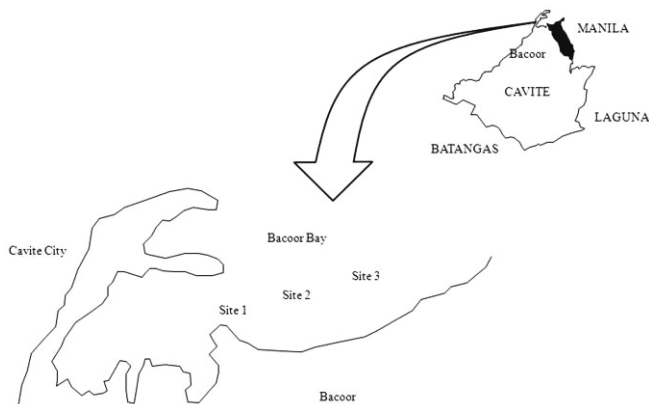 MANILA
Bacoor
CAVITE
LAGUNA
BATANGAS
Bacoor Bay
Cavite City
Site 3
Site 2
Site 1
Bacoor